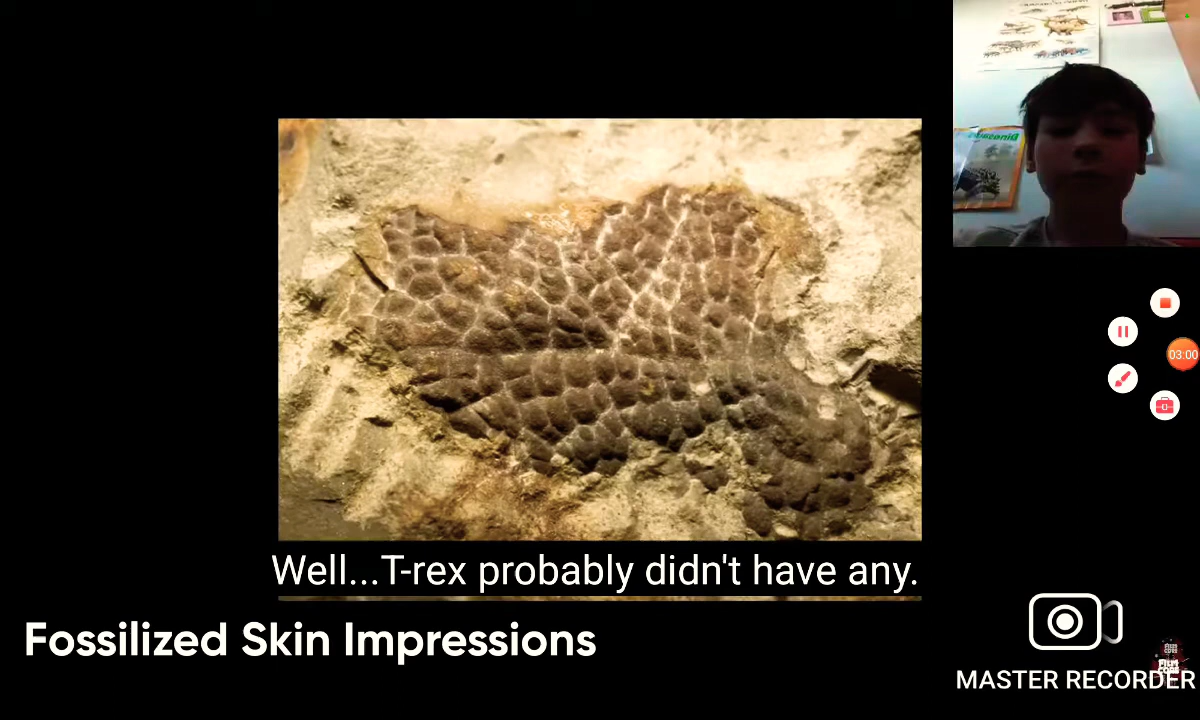 Well...T-rex probably didn't have any.
Fossilized Skin Impressions
03:00
MASTER RECORDER